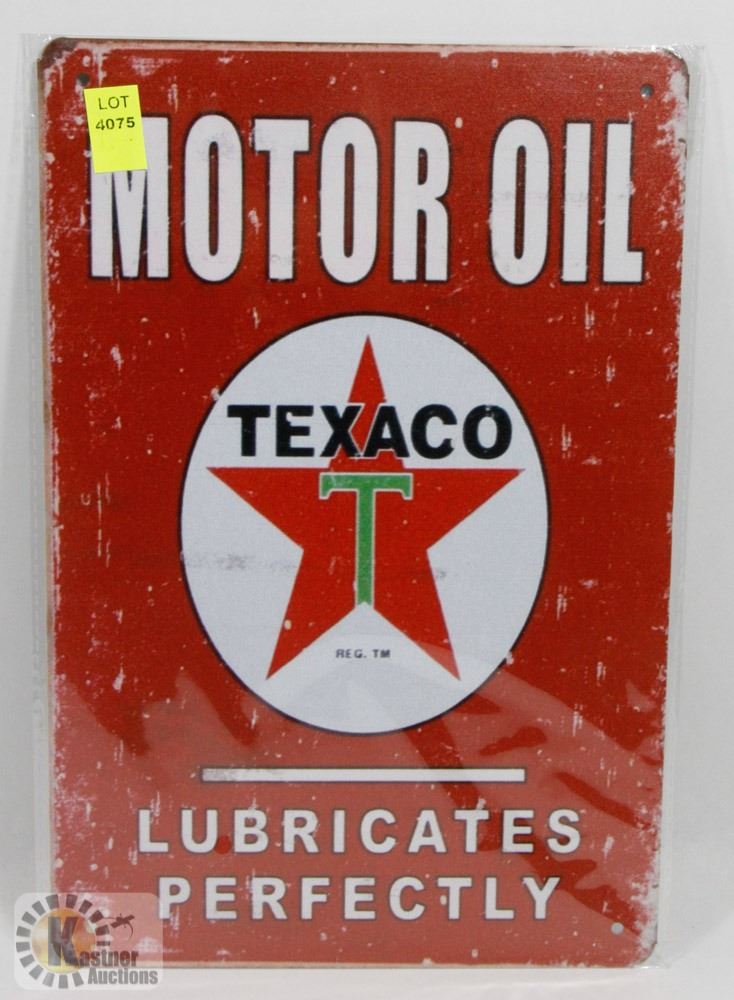 LOT
4075
MOTOR OIL
TEXACO
T
REG. TM
LUBRICATES
PERFECTLY
Kastner
Auctions